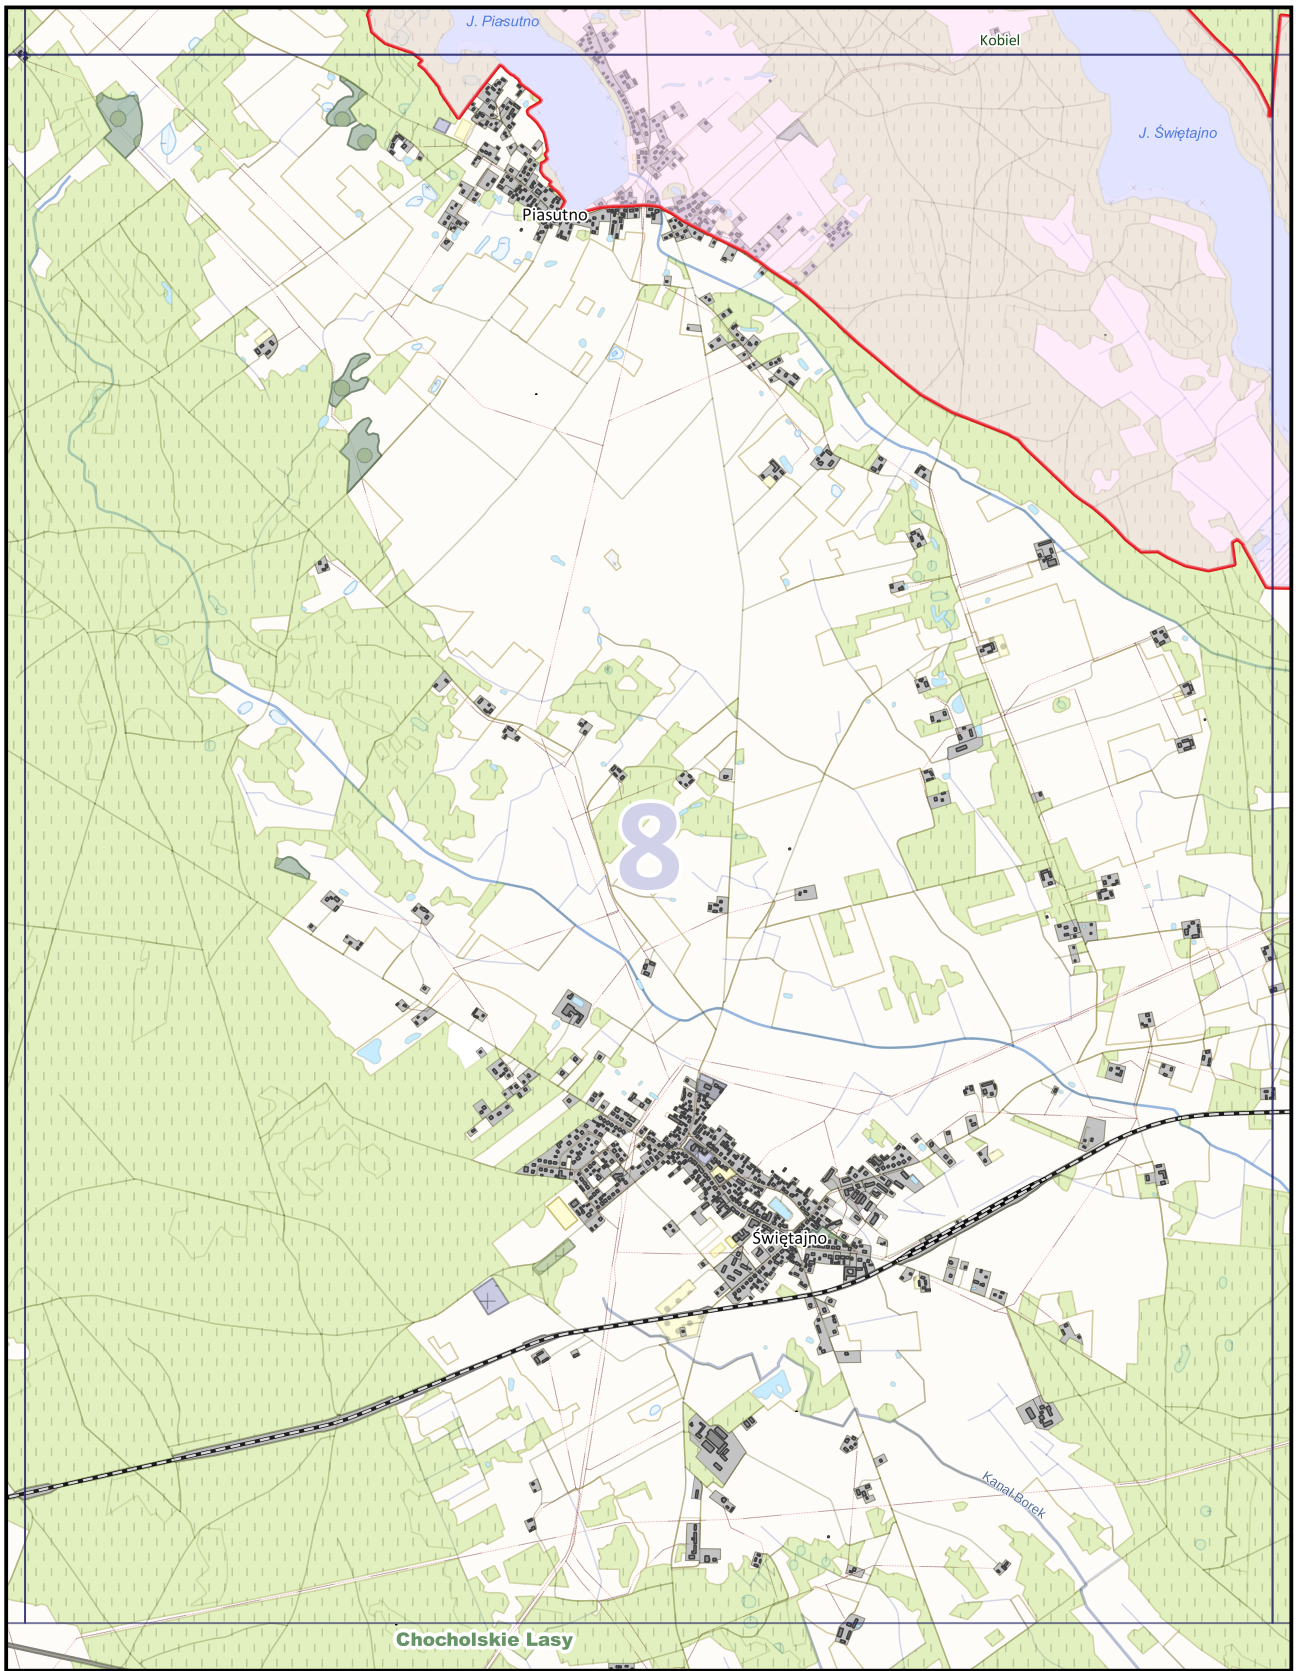 J. Piasutno
Kobiel
J. Świętajno
Piasutno
8
Świętajno
Kanał Borek
Chocholskie Lasy